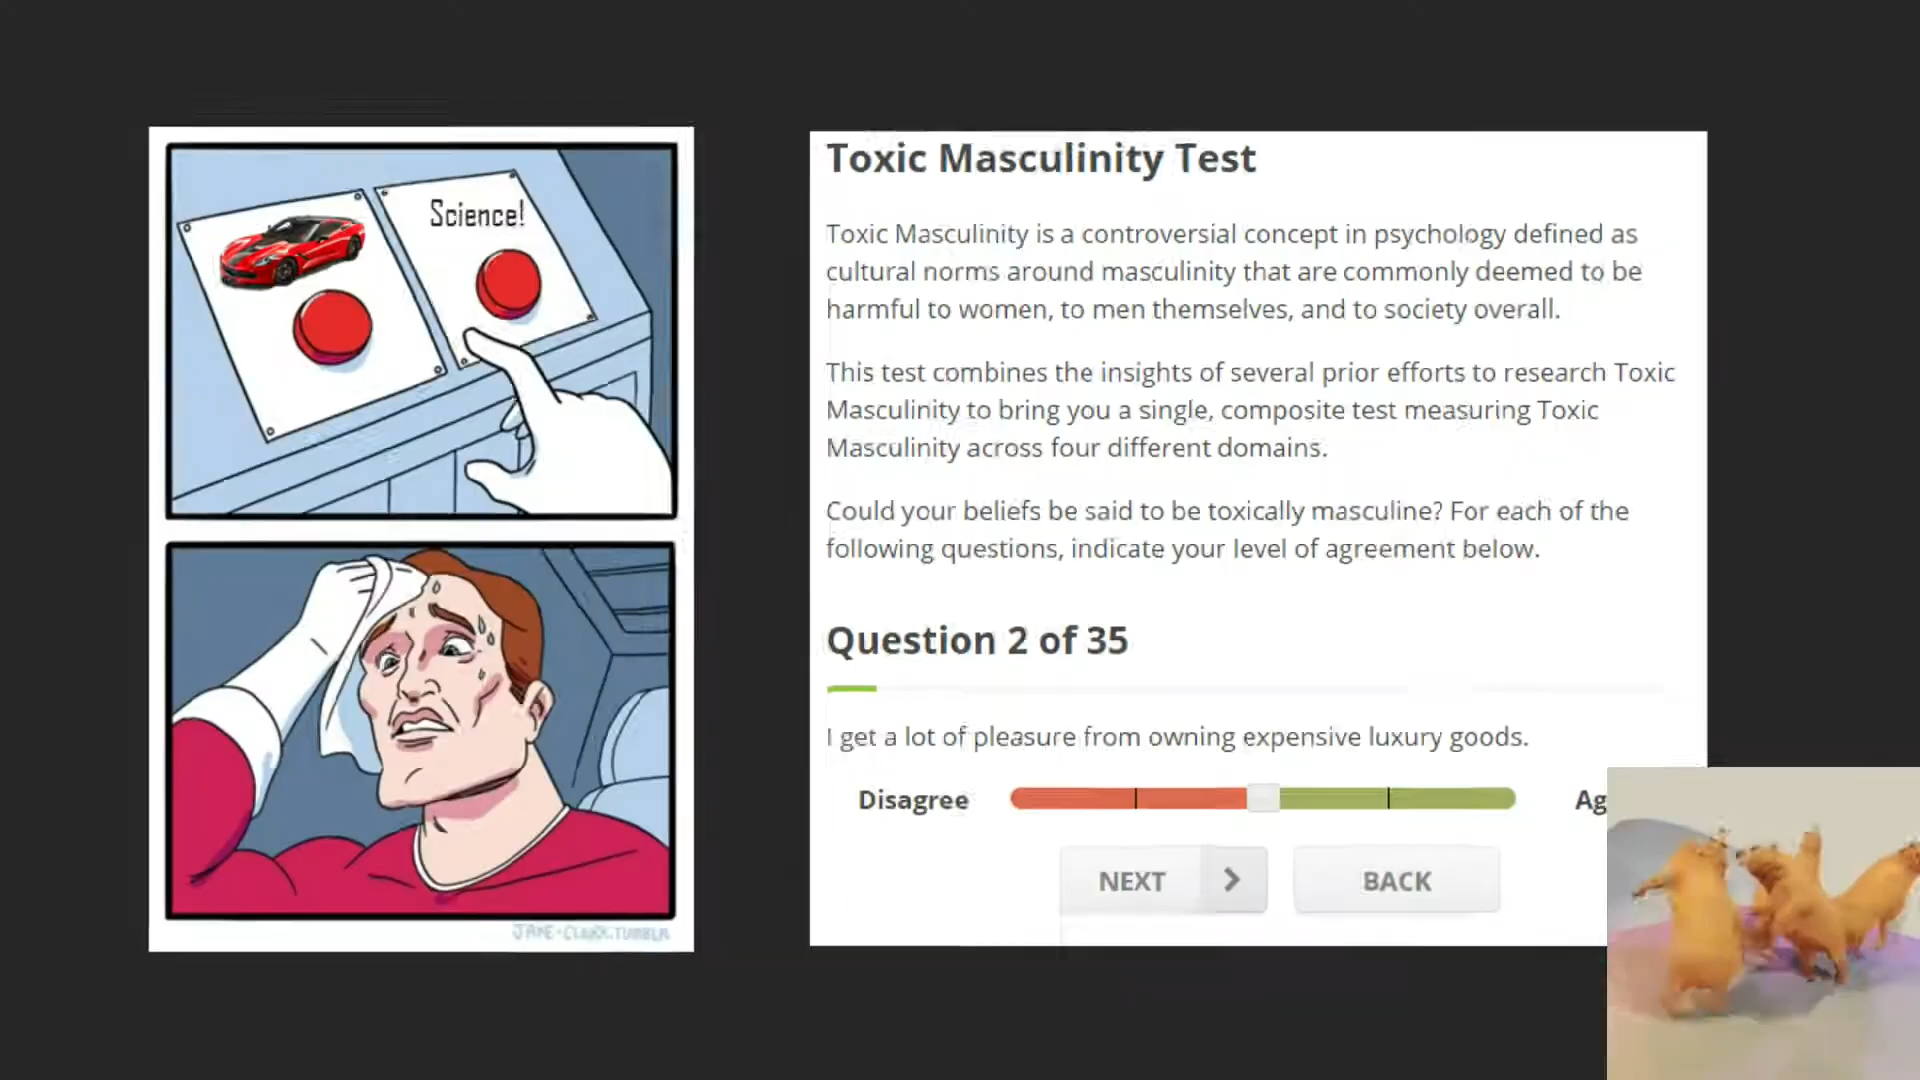 Science!
JAKE-CLARK.TUMBLR
Toxic Masculinity Test
Toxic Masculinity is a controversial concept in psychology defined as
cultural norms around masculinity that are commonly deemed to be
harmful to women, to men themselves, and to society overall.
This test combines the insights of several prior efforts to research Toxic
Masculinity to bring you a single, composite test measuring Toxic
Masculinity across four different domains.
Could your beliefs be said to be toxically masculine? For each of the
following questions, indicate your level of agreement below.
Question 2 of 35
I get a lot of pleasure from owning expensive luxury goods.
Disagree
Ag
NEXT
BACK